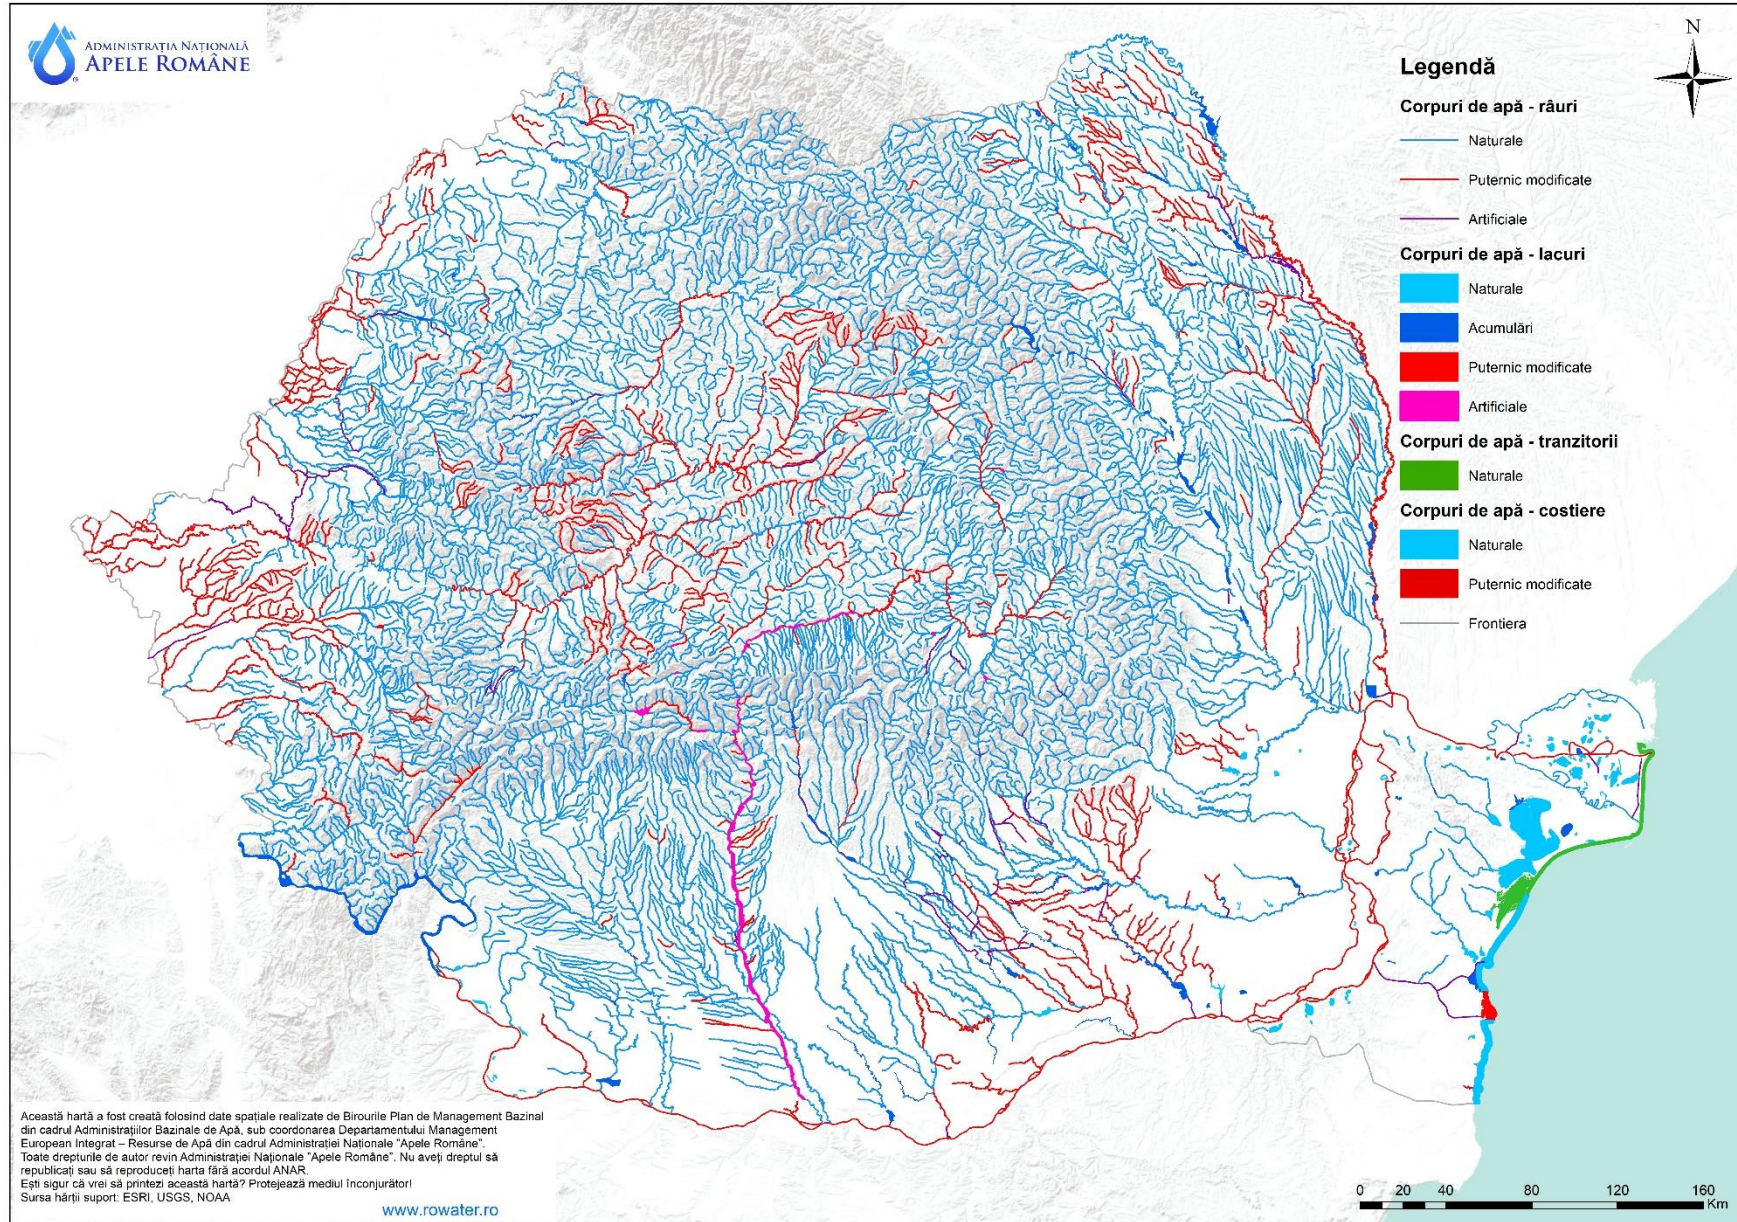 ADMINISTRAȚIA NAȚIONALĂ
APELE ROMÂNE
N
Legendă
Corpuri de apă - râuri
Naturale
Puternic modificate
Artificiale
Corpuri de apă - lacuri
Naturale
Acumulări
Puternic modificate
Artificiale
Corpuri de apă - tranzitorii
Naturale
Corpuri de apă - costiere
Naturale
Puternic modificate
Frontiera
Această hartă a fost creată folosind date spațiale realizate de Birourile Plan de Management Bazinal
din cadrul Administrațiilor Bazinale de Apă, sub coordonarea Departamentului Management
European Integrat – Resurse de Apă din cadrul Administrației Naționale "Apele Române".
Toate drepturile de autor revin Administrației Naționale "Apele Române". Nu aveți dreptul să
republicați sau să reproduceți harta fără acordul ANAR.
Ești sigur că vrei să printezi această hartă? Protejează mediul înconjurător!
Sursa hărții suport: ESRI, USGS, NOAA
www.rowater.ro
0 20 40 80 120 160
Km